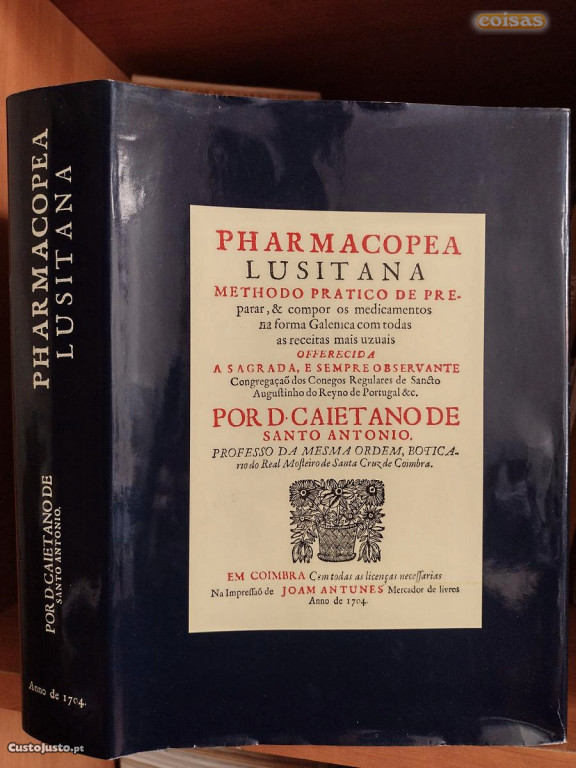 coisas
PHARMACOPEA
LUSITANA
POR D. CAIETANO DE
SANTO ANTONIO.
Anno de 1704.
PHARMACOPEA
LUSITANA
METHODO PRATICO DE PRE-
parar, & compor os medicamentos
na forma Galenica com todas
as receitas mais uzuais
OFFERECIDA
A SAGRADA, E SEMPRE OBSERVANTE
Congregaçaõ dos Conegos Regulares de Sancto
Augustinho do Reyno de Portugal &c.
POR D. CAIETANO DE
SANTO ANTONIO.
PROFESSO DA MESMA ORDEM, BOTICA-
rio do Real Moſteiro de Santa Cruz de Coimbra.
EM COIMBRA Com todas as licenças neceſſarias
Na Impreſſaõ de JOAM ANTUNES Mercador de livros
Anno de 1704.
CustoJusto.pt